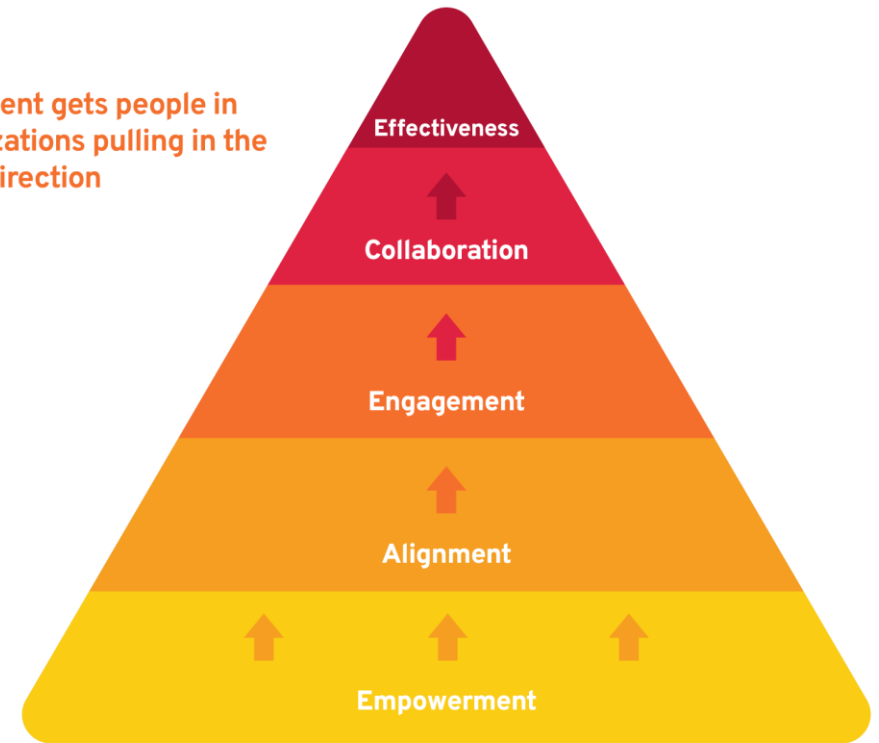 ent gets people in
zations pulling in the
irection
Effectiveness
Collaboration
Engagement
Alignment
Empowerment